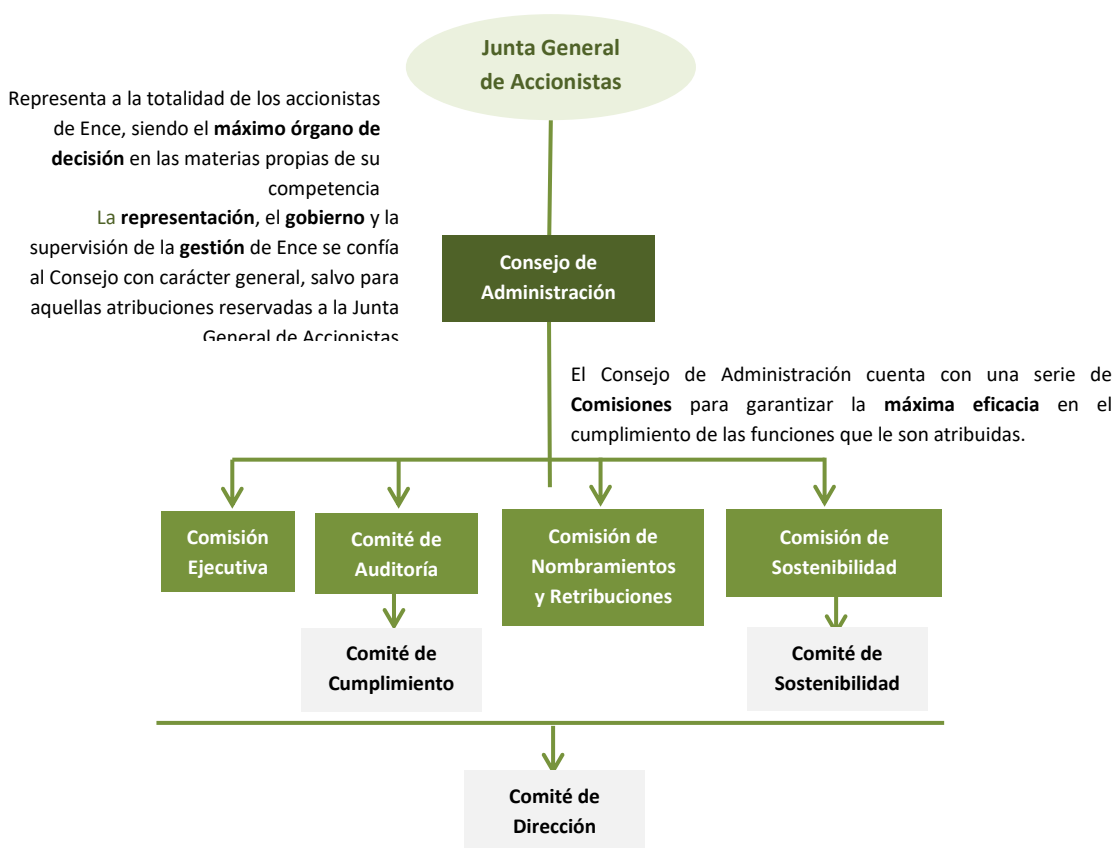 Junta General
de Accionistas
Representa a la totalidad de los accionistas
de Ence, siendo el máximo órgano de
decisión en las materias propias de su
competencia
La representación, el gobierno y la
supervisión de la gestión de Ence se confía
al Consejo con carácter general, salvo para
aquellas atribuciones reservadas a la Junta
General de Accionistas
Consejo de
Administración
El Consejo de Administración cuenta con una serie de
Comisiones para garantizar la máxima eficacia en el
cumplimiento de las funciones que le son atribuidas.
Comisión
Ejecutiva
Comité de
Auditoría
Comisión de
Nombramientos
y Retribuciones
Comisión de
Sostenibilidad
Comité de
Cumplimiento
Comité de
Sostenibilidad
Comité de
Dirección